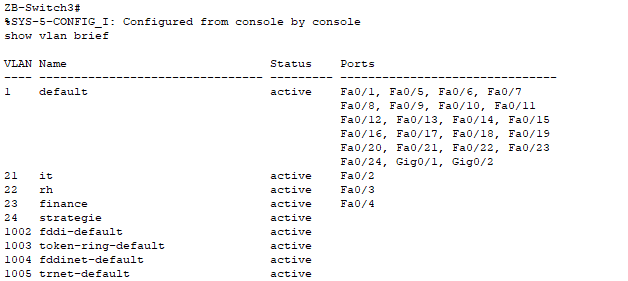 ZB-Switch3#
%SYS-5-CONFIG_I: Configured from console by console
show vlan brief
VLAN Name                             Status    Ports
---- -------------------------------- --------- -------------------------------
1    default                          active    Fa0/1, Fa0/5, Fa0/6, Fa0/7
                                                Fa0/8, Fa0/9, Fa0/10, Fa0/11
                                                Fa0/12, Fa0/13, Fa0/14, Fa0/15
                                                Fa0/16, Fa0/17, Fa0/18, Fa0/19
                                                Fa0/20, Fa0/21, Fa0/22, Fa0/23
                                                Fa0/24, Gig0/1, Gig0/2
21   it                               active    Fa0/2
22   rh                               active    Fa0/3
23   finance                          active    Fa0/4
24   strategie                        active
1002 fddi-default                     active
1003 token-ring-default               active
1004 fddinet-default                  active
1005 trnet-default                    active